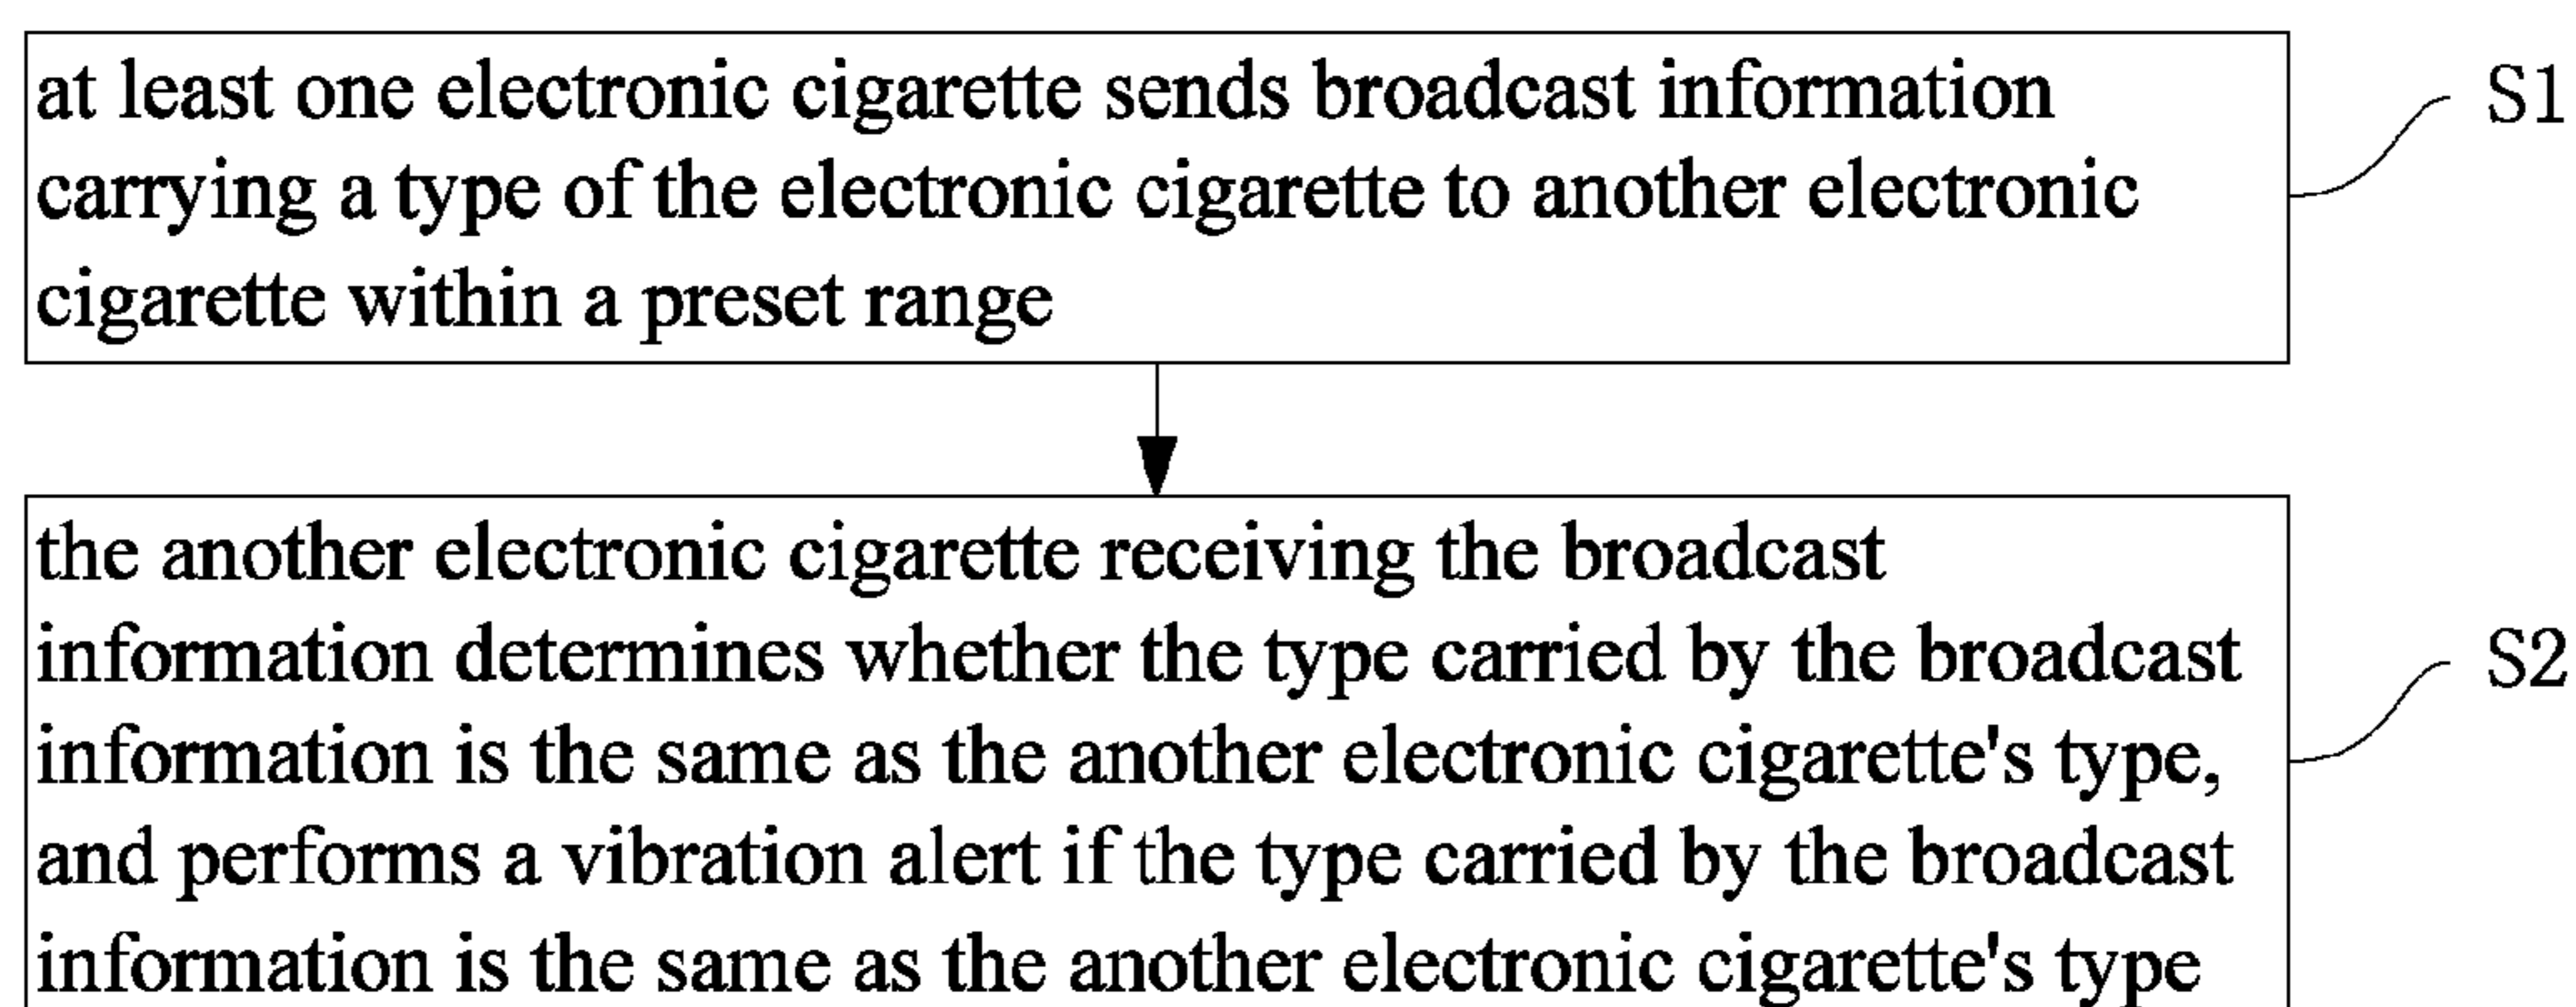 at least one electronic cigarette sends broadcast information
carrying a type of the electronic cigarette to another electronic
cigarette within a preset range
S1
the another electronic cigarette receiving the broadcast
information determines whether the type carried by the broadcast
information is the same as the another electronic cigarette's type,
and performs a vibration alert if the type carried by the broadcast
information is the same as the another electronic cigarette's type
S2